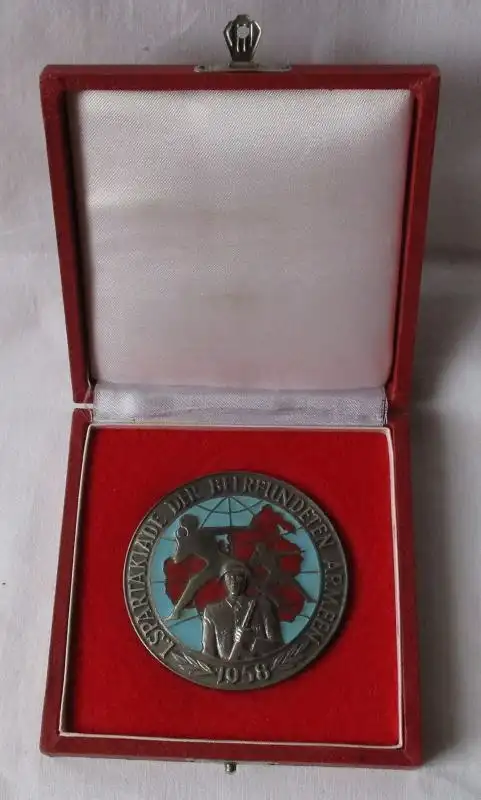 1. SPARTAKIADE DER BEFREUNDETEN ARMEEN
1958